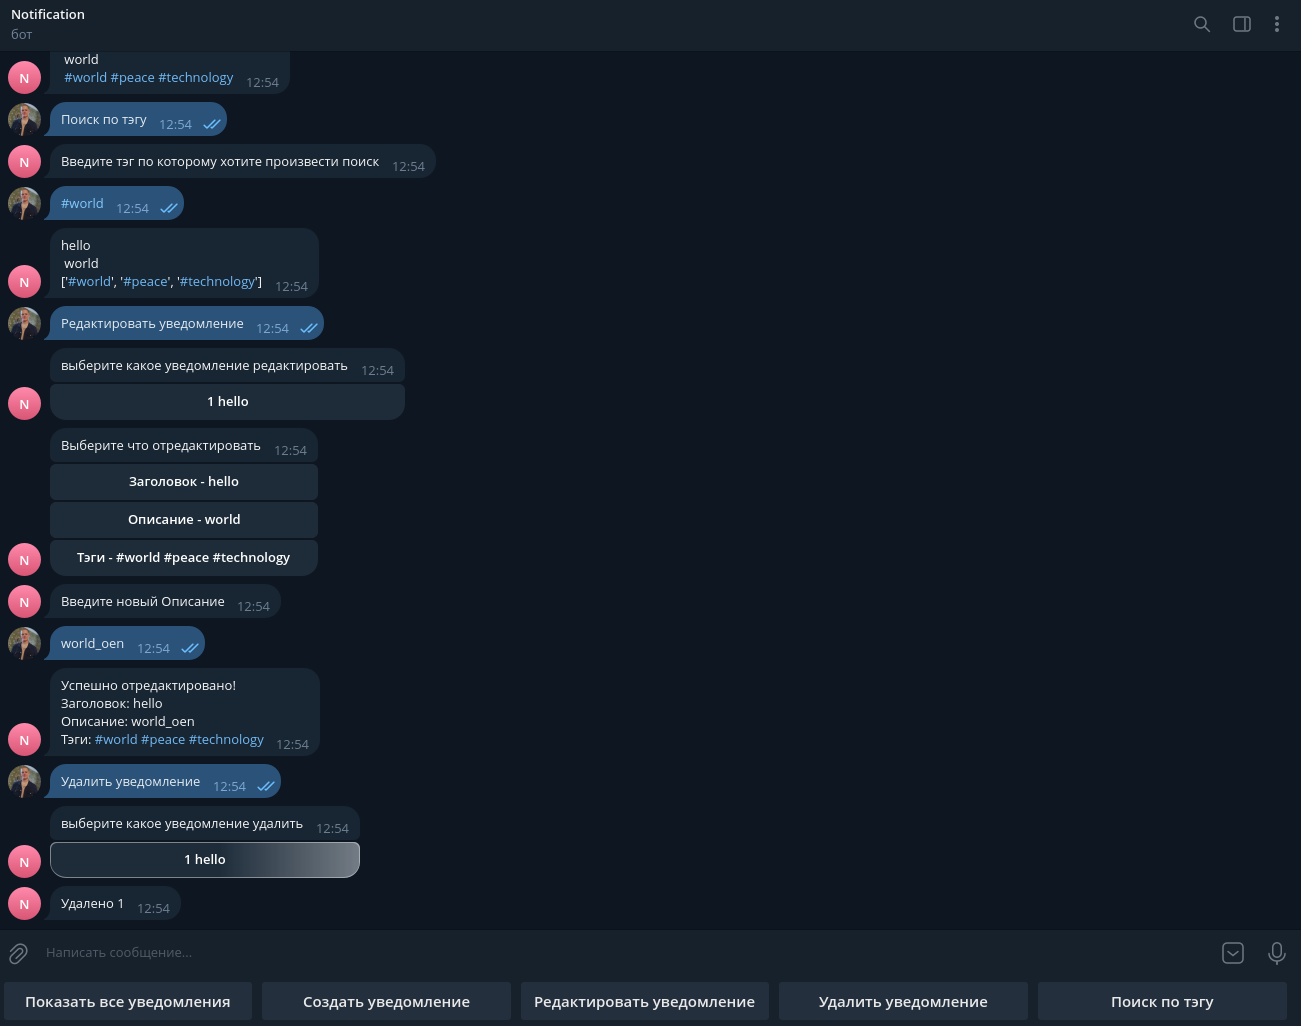 Notification
бот
world
#world #peace #technology 12:54
N
Поиск по тэгу 12:54
Введите тэг по которому хотите произвести поиск 12:54
N
#world 12:54
hello
world
['#world', '#peace', '#technology'] 12:54
N
Редактировать уведомление 12:54
выберите какое уведомление редактировать 12:54
1 hello
N
Выберите что отредактировать 12:54
Заголовок - hello
Описание - world
Тэги - #world #peace #technology
N
Введите новый Описание 12:54
N
world_oen 12:54
Успешно отредактировано!
Заголовок: hello
Описание: world_oen
Тэги: #world #peace #technology 12:54
N
Удалить уведомление 12:54
выберите какое уведомление удалить 12:54
1 hello
N
Удалено 1 12:54
N
Написать сообщение...
Показать все уведомления
Создать уведомление
Редактировать уведомление
Удалить уведомление
Поиск по тэгу